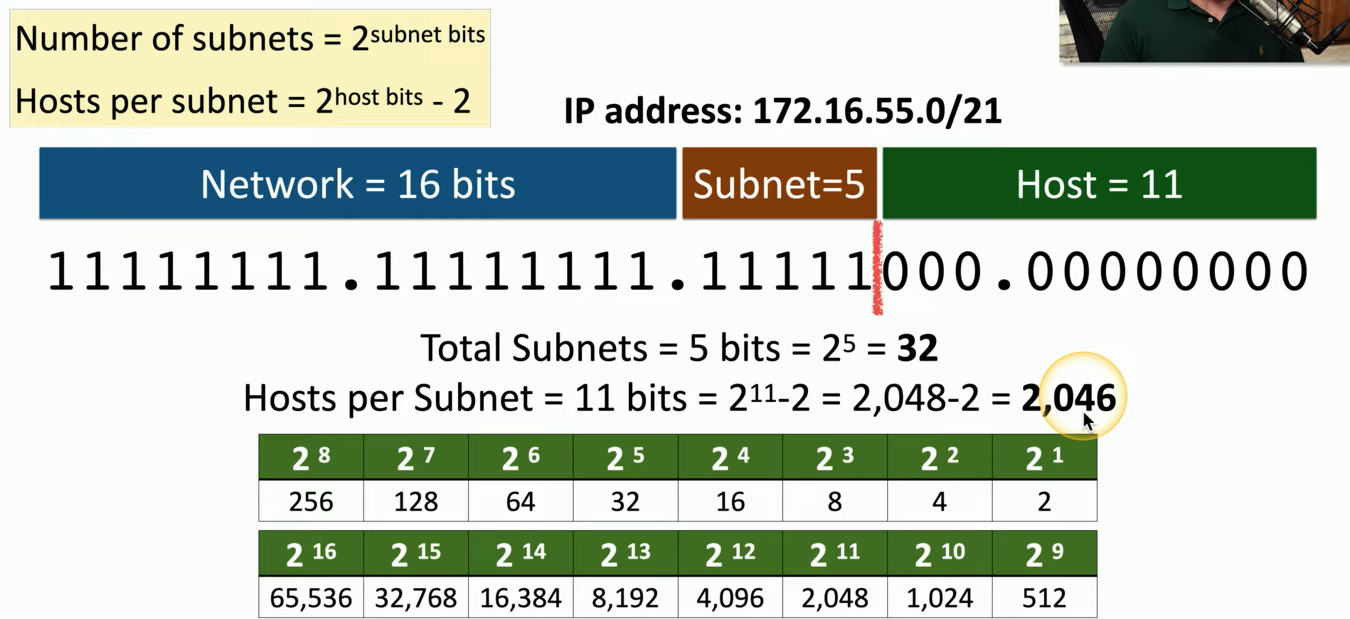 Number of subnets = 2^subnet bits
Hosts per subnet = 2^host bits - 2
IP address: 172.16.55.0/21
Network = 16 bits Subnet=5 Host = 11
11111111.11111111.11111000.00000000
Total Subnets = 5 bits = 2^5 = 32
Hosts per Subnet = 11 bits = 2^11-2 = 2,048-2 = 2,046
2^8 2^7 2^6 2^5 2^4 2^3 2^2 2^1
256 128 64 32 16 8 4 2
2^16 2^15 2^14 2^13 2^12 2^11 2^10 2^9
65,536 32,768 16,384 8,192 4,096 2,048 1,024 512